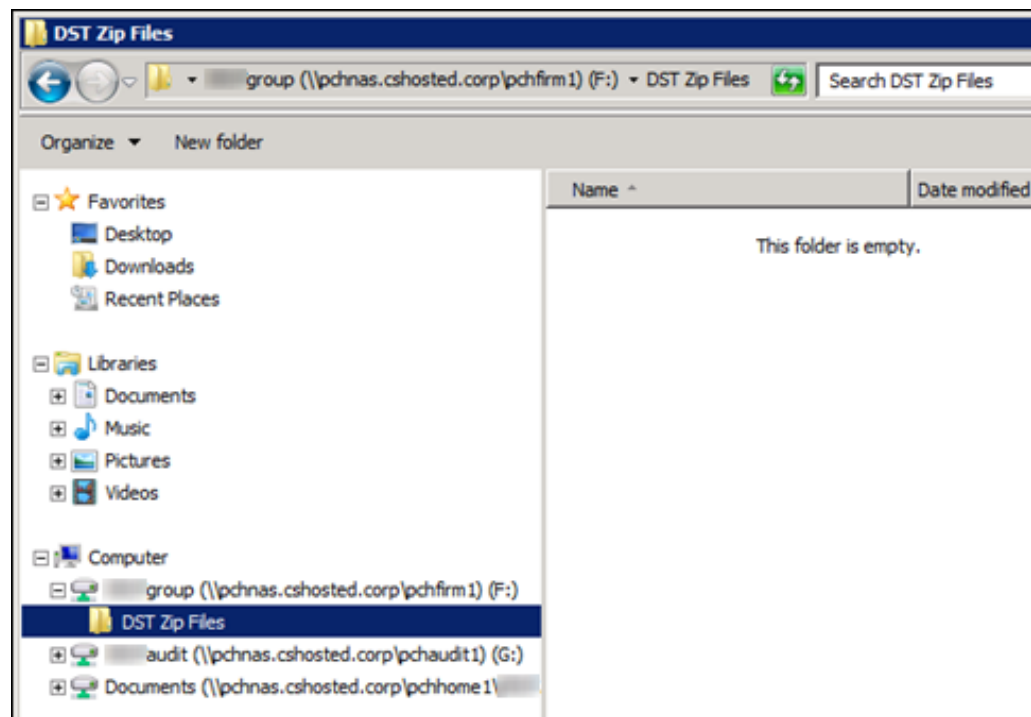 DST Zip Files
group (\\pchnas.cshosted.corp\pchfirm1) (F:) DST Zip Files Search DST Zip Files
Organize New folder
Name Date modified
This folder is empty.
Favorites
Desktop
Downloads
Recent Places
Libraries
Documents
Music
Pictures
Videos
Computer
group (\\pchnas.cshosted.corp\pchfirm1) (F:)
DST Zip Files
audit (\\pchnas.cshosted.corp\pchaudit1) (G:)
Documents (\\pchnas.cshosted.corp\pchhome1\